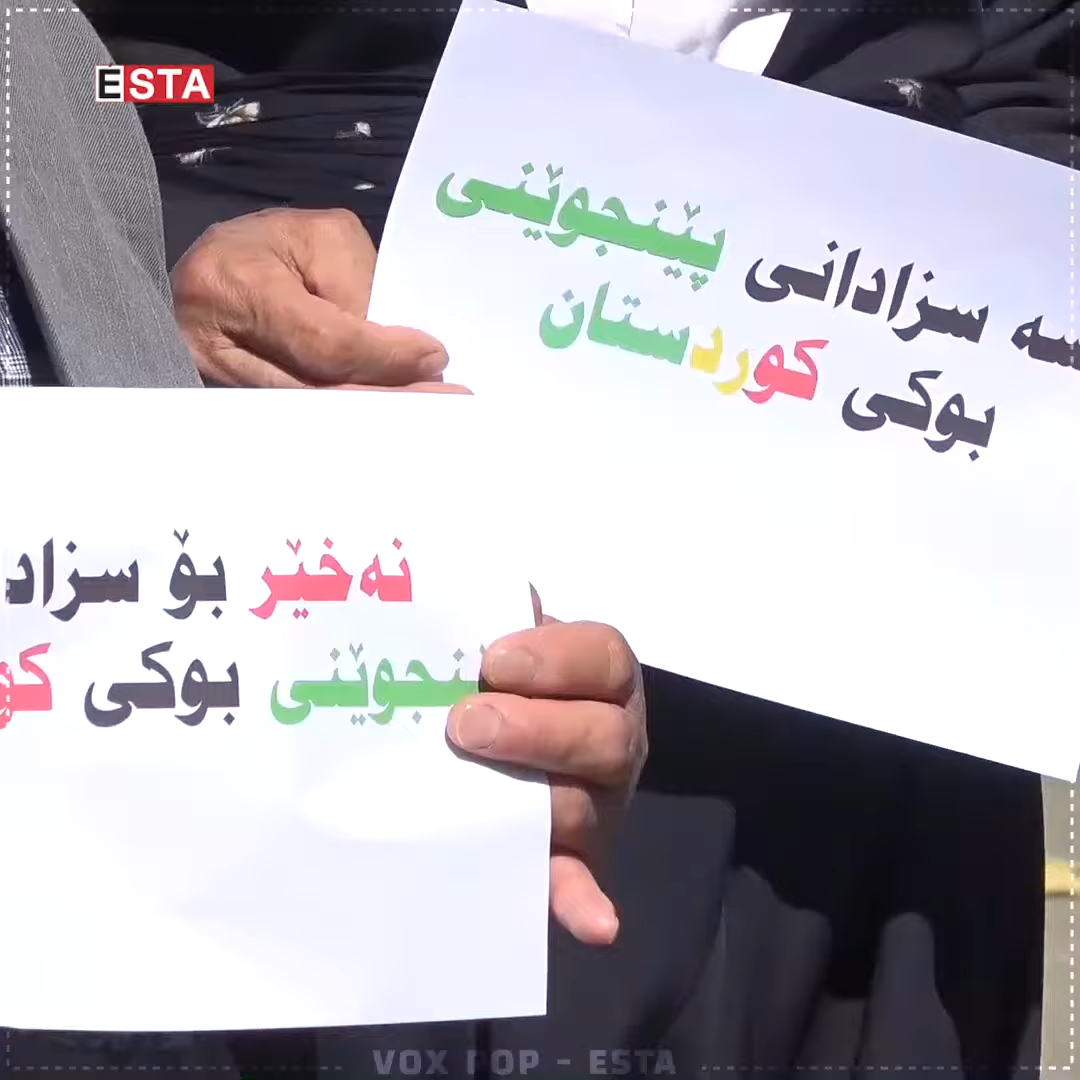 ESTA
سزادانی پێنجوێنی
بوکی کوردستان
نەخێر بۆ
بوکی
VOX POP - ESTA